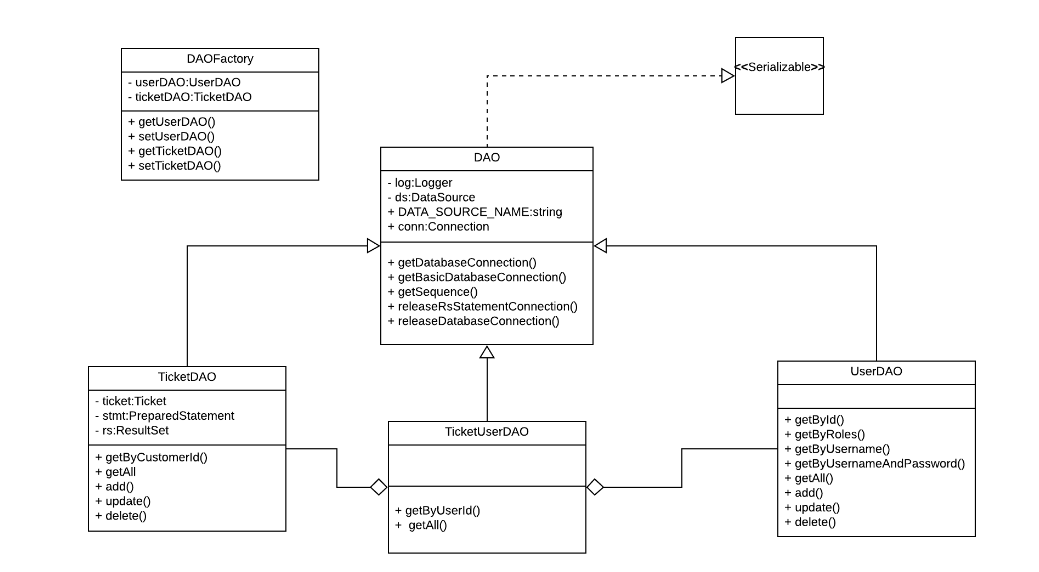 DAOFactory
- userDAO:UserDAO
- ticketDAO:TicketDAO
+ getUserDAO()
+ setUserDAO()
+ getTicketDAO()
+ setTicketDAO()
<<Serializable>>
DAO
- log:Logger
- ds:DataSource
+ DATA_SOURCE_NAME:string
+ conn:Connection
+ getDatabaseConnection()
+ getBasicDatabaseConnection()
+ getSequence()
+ releaseRsStatementConnection()
+ releaseDatabaseConnection()
TicketDAO
- ticket:Ticket
- stmt:PreparedStatement
- rs:ResultSet
+ getByCustomerId()
+ getAll
+ add()
+ update()
+ delete()
TicketUserDAO
+ getByUserId()
+  getAll()
UserDAO
+ getById()
+ getByRoles()
+ getByUsername()
+ getByUsernameAndPassword()
+ getAll()
+ add()
+ update()
+ delete()